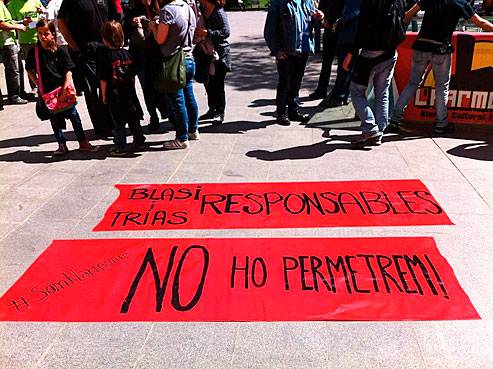 BLASI
i
TRIAS
RESPONSABLES
#SomHarmonia
NO HO PERMETREM!